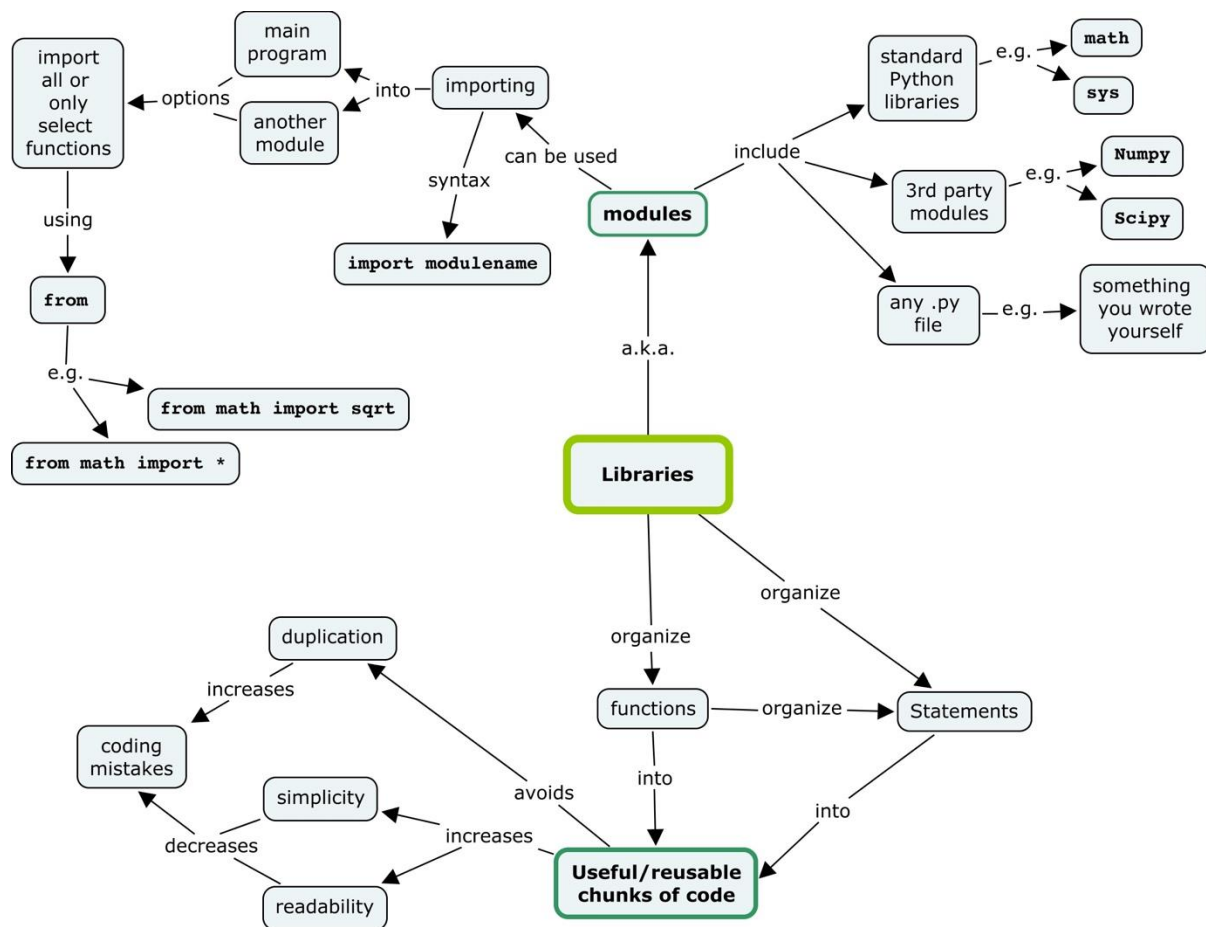 main
program
import
all or
only
select
functions
options
another
module
into
importing
can be used
syntax
import modulename
using
from
e.g.
from math import sqrt
from math import *
modules
include
standard
Python
libraries
e.g.
math
sys
3rd party
modules
e.g.
Numpy
Scipy
any .py
file
e.g.
something
you wrote
yourself
a.k.a.
Libraries
organize
organize
functions
organize
Statements
into
into
Useful/reusable
chunks of code
avoids
duplication
increases
coding
mistakes
increases
simplicity
readability
decreases